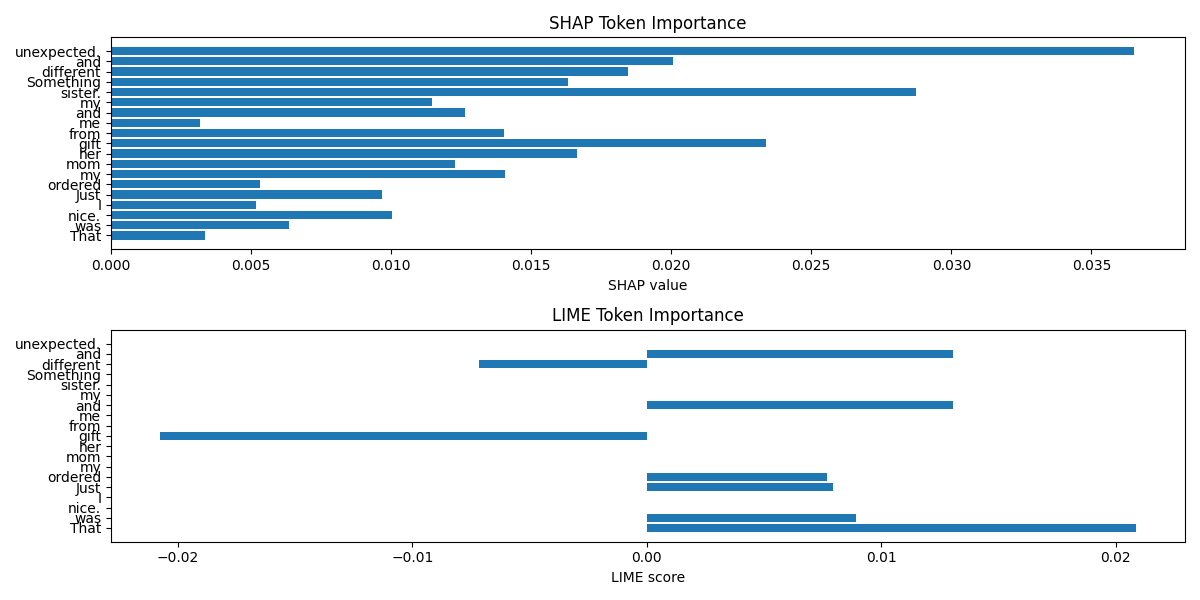 SHAP Token Importance
unexpected.
and
different
Something
sister.
my
and
me
from
gift
her
mom
my
ordered
Just
I
nice.
was
That
0.000 0.005 0.010 0.015 0.020 0.025 0.030 0.035
SHAP value
LIME Token Importance
unexpected.
and
different
Something
sister.
my
and
me
from
gift
her
mom
my
ordered
Just
I
nice.
was
That
−0.02 −0.01 0.00 0.01 0.02
LIME score